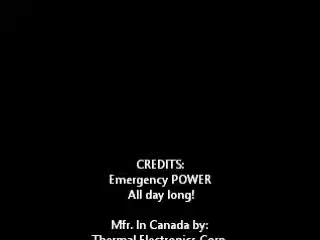 CREDITS:
Emergency POWER
All day long!
Mfr. In Canada by:
Thermal Electronics Corp